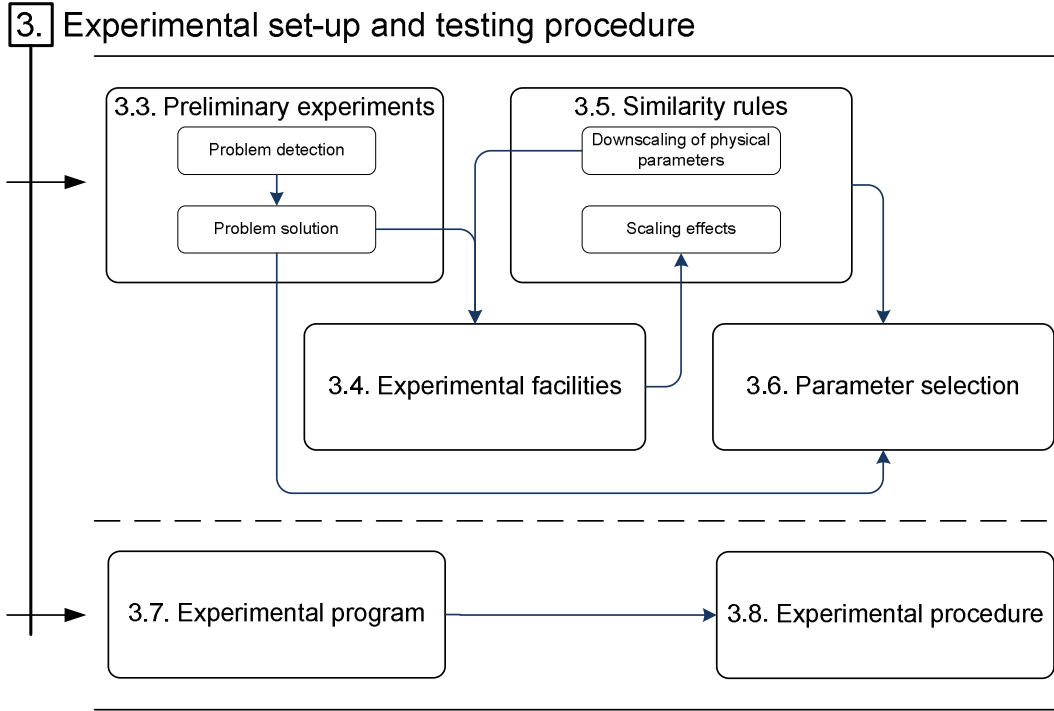 3. Experimental set-up and testing procedure
3.3. Preliminary experiments
Problem detection
Problem solution
3.5. Similarity rules
Downscaling of physical
parameters
Scaling effects
3.4. Experimental facilities
3.6. Parameter selection
3.7. Experimental program
3.8. Experimental procedure